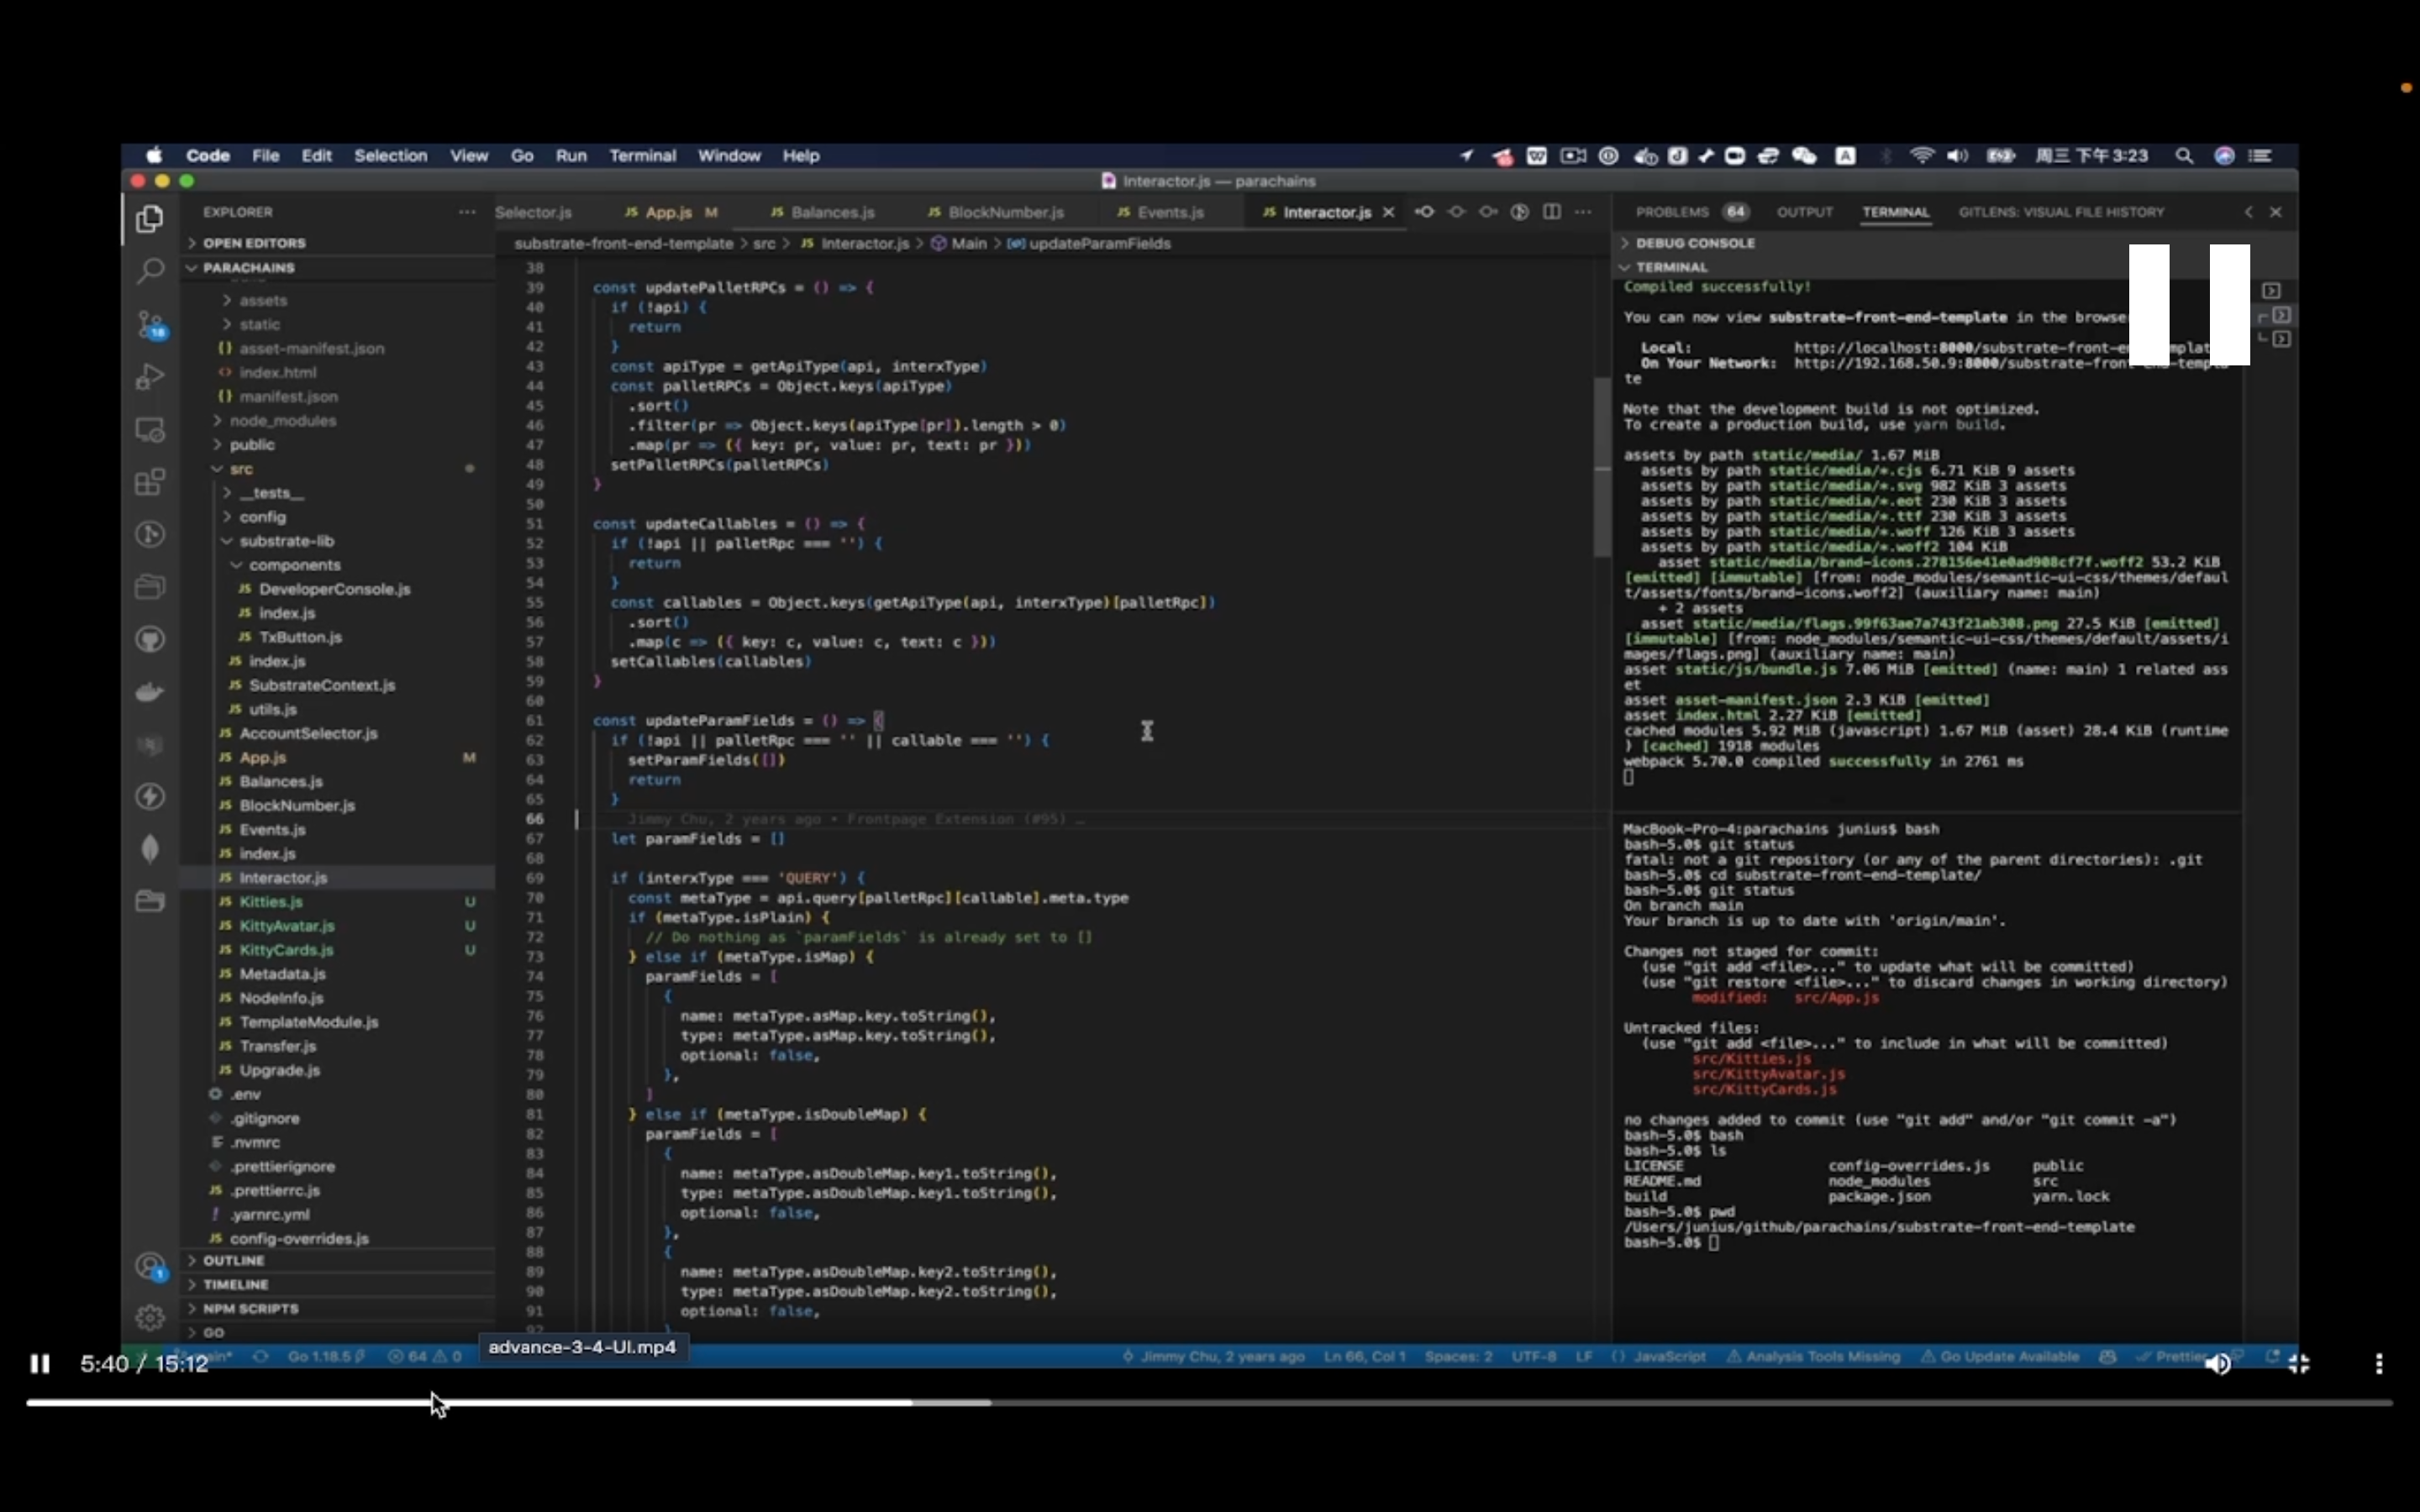 Code File Edit Selection View Go Run Terminal Window Help
周三下午3:23
Interactor.js — parachains
EXPLORER
OPEN EDITORS
PARACHAINS
assets
static
asset-manifest.json
index.html
manifest.json
node_modules
public
src
__tests__
config
substrate-lib
components
DeveloperConsole.js
index.js
TxButton.js
index.js
SubstrateContext.js
utils.js
AccountSelector.js
App.js M
Balances.js
BlockNumber.js
Events.js
index.js
Interactor.js
Kitties.js U
KittyAvatar.js U
KittyCards.js U
Metadata.js
NodeInfo.js
TemplateModule.js
Transfer.js
Upgrade.js
.env
.gitignore
.nvmrc
.prettierignore
.prettierrc.js
.yarnrc.yml
config-overrides.js
OUTLINE
TIMELINE
NPM SCRIPTS
GO
Selector.js App.js M Balances.js BlockNumber.js Events.js Interactor.js
substrate-front-end-template > src > Interactor.js > Main > updateParamFields
38
39 const updatePalletRPCs = () => {
40 if (!api) {
41 return
42 }
43 const apiType = getApiType(api, interxType)
44 const palletRPCs = Object.keys(apiType)
45 .sort()
46 .filter(pr => Object.keys(apiType[pr]).length > 0)
47 .map(pr => ({ key: pr, value: pr, text: pr }))
48 setPalletRPCs(palletRPCs)
49 }
50
51 const updateCallables = () => {
52 if (!api || palletRpc === '') {
53 return
54 }
55 const callables = Object.keys(getApiType(api, interxType)[palletRpc])
56 .sort()
57 .map(c => ({ key: c, value: c, text: c }))
58 setCallables(callables)
59 }
60
61 const updateParamFields = () => {
62 if (!api || palletRpc === '' || callable === '') {
63 setParamFields([])
64 return
65 }
66 Jimmy Chu, 2 years ago • Frontpage Extension (#95) …
67 let paramFields = []
68
69 if (interxType === 'QUERY') {
70 const metaType = api.query[palletRpc][callable].meta.type
71 if (metaType.isPlain) {
72 // Do nothing as `paramFields` is already set to []
73 } else if (metaType.isMap) {
74 paramFields = [
75 {
76 name: metaType.asMap.key.toString(),
77 type: metaType.asMap.key.toString(),
78 optional: false,
79 },
80 ]
81 } else if (metaType.isDoubleMap) {
82 paramFields = [
83 {
84 name: metaType.asDoubleMap.key1.toString(),
85 type: metaType.asDoubleMap.key1.toString(),
86 optional: false,
87 },
88 {
89 name: metaType.asDoubleMap.key2.toString(),
90 type: metaType.asDoubleMap.key2.toString(),
91 optional: false,
92
PROBLEMS 64 OUTPUT TERMINAL GITLENS: VISUAL FILE HISTORY
DEBUG CONSOLE
TERMINAL
Compiled successfully!
You can now view substrate-front-end-template in the browse
Local: http://localhost:8000/substrate-front-e mplat
On Your Network: http://192.168.50.9:8000/substrate-front-end-templa
te
Note that the development build is not optimized.
To create a production build, use yarn build.
assets by path static/media/ 1.67 MiB
assets by path static/media/*.cjs 6.71 KiB 9 assets
assets by path static/media/*.svg 982 KiB 3 assets
assets by path static/media/*.eot 230 KiB 3 assets
assets by path static/media/*.ttf 230 KiB 3 assets
assets by path static/media/*.woff 126 KiB 3 assets
assets by path static/media/*.woff2 104 KiB
asset static/media/brand-icons.278156e41e0ad908cf7f.woff2 53.2 KiB
[emitted] [immutable] [from: node_modules/semantic-ui-css/themes/defaul
t/assets/fonts/brand-icons.woff2] (auxiliary name: main)
+ 2 assets
asset static/media/flags.99f63ae7a743f21ab308.png 27.5 KiB [emitted]
[immutable] [from: node_modules/semantic-ui-css/themes/default/assets/i
mages/flags.png] (auxiliary name: main)
asset static/js/bundle.js 7.06 MiB [emitted] (name: main) 1 related ass
et
asset asset-manifest.json 2.3 KiB [emitted]
asset index.html 2.27 KiB [emitted]
cached modules 5.92 MiB (javascript) 1.67 MiB (asset) 28.4 KiB (runtime
) [cached] 1918 modules
webpack 5.70.0 compiled successfully in 2761 ms
MacBook-Pro-4:parachains junius$ bash
bash-5.0$ git status
fatal: not a git repository (or any of the parent directories): .git
bash-5.0$ cd substrate-front-end-template/
bash-5.0$ git status
On branch main
Your branch is up to date with 'origin/main'.
Changes not staged for commit:
(use "git add <file>..." to update what will be committed)
(use "git restore <file>..." to discard changes in working directory)
modified: src/App.js
Untracked files:
(use "git add <file>..." to include in what will be committed)
src/Kitties.js
src/KittyAvatar.js
src/KittyCards.js
no changes added to commit (use "git add" and/or "git commit -a")
bash-5.0$ bash
bash-5.0$ ls
LICENSE config-overrides.js public
README.md node_modules src
build package.json yarn.lock
bash-5.0$ pwd
/Users/junius/github/parachains/substrate-front-end-template
bash-5.0$
advance-3-4-UI.mp4
main* Go 1.18.5 64 0 Jimmy Chu, 2 years ago Ln 66, Col 1 Spaces: 2 UTF-8 LF JavaScript Analysis Tools Missing Go Update Available Prettier
5:40 / 15:12